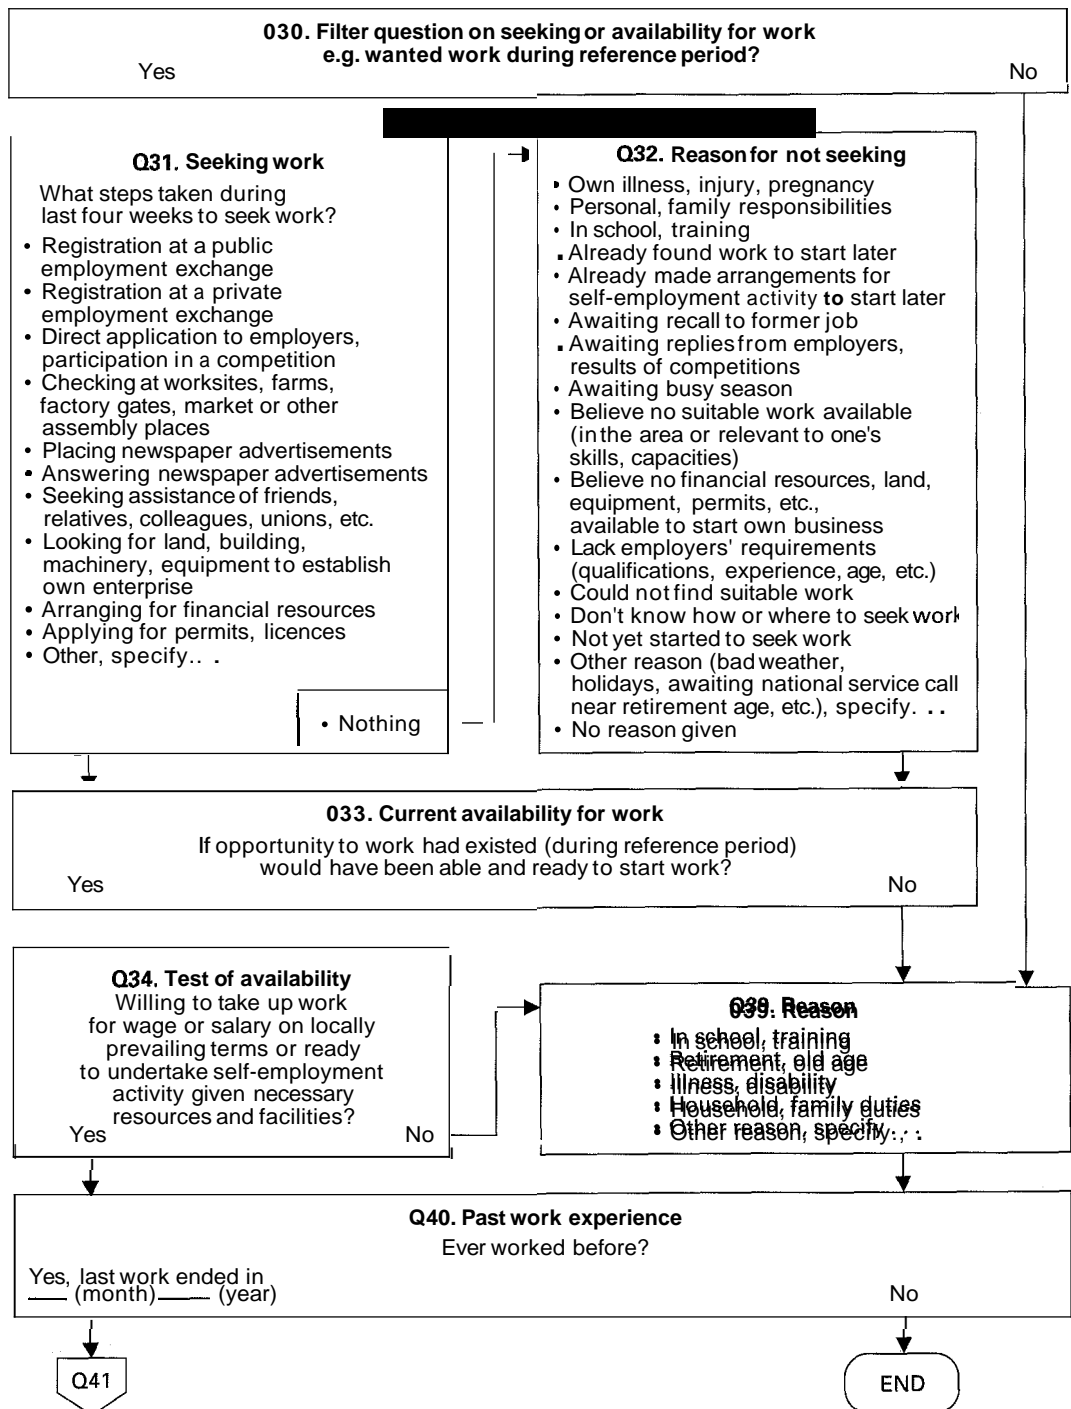 030. Filter question on seeking or availability for work
e.g. wanted work during reference period?
Yes
No
Q31. Seeking work
What steps taken during
last four weeks to seek work?
• Registration at a public
employment exchange
• Registration at a private
employment exchange
• Direct application to employers,
participation in a competition
• Checking at worksites, farms,
factory gates, market or other
assembly places
• Placing newspaper advertisements
• Answering newspaper advertisements
• Seeking assistance of friends,
relatives, colleagues, unions, etc.
• Looking for land, building,
machinery, equipment to establish
own enterprise
• Arranging for financial resources
• Applying for permits, licences
• Other, specify.. .
• Nothing
Q32. Reason for not seeking
• Own illness, injury, pregnancy
• Personal, family responsibilities
• In school, training
. Already found work to start later
• Already made arrangements for
self-employment activity to start later
• Awaiting recall to former job
. Awaiting replies from employers,
results of competitions
• Awaiting busy season
• Believe no suitable work available
(in the area or relevant to one's
skills, capacities)
• Believe no financial resources, land,
equipment, permits, etc.,
available to start own business
• Lack employers' requirements
(qualifications, experience, age, etc.)
• Could not find suitable work
• Don't know how or where to seek work
• Not yet started to seek work
• Other reason (bad weather,
holidays, awaiting national service call
near retirement age, etc.), specify. . .
• No reason given
033. Current availability for work
If opportunity to work had existed (during reference period)
would have been able and ready to start work?
Yes
No
Q34. Test of availability
Willing to take up work
for wage or salary on locally
prevailing terms or ready
to undertake self-employment
activity given necessary
resources and facilities?
Yes
No
Q39. Reason
• In school, training
• Retirement, old age
• Illness, disability
• Household, family duties
• Other reason, specify . . .
Q40. Past work experience
Ever worked before?
Yes, last work ended in
___ (month) ___ (year)
No
Q41
END